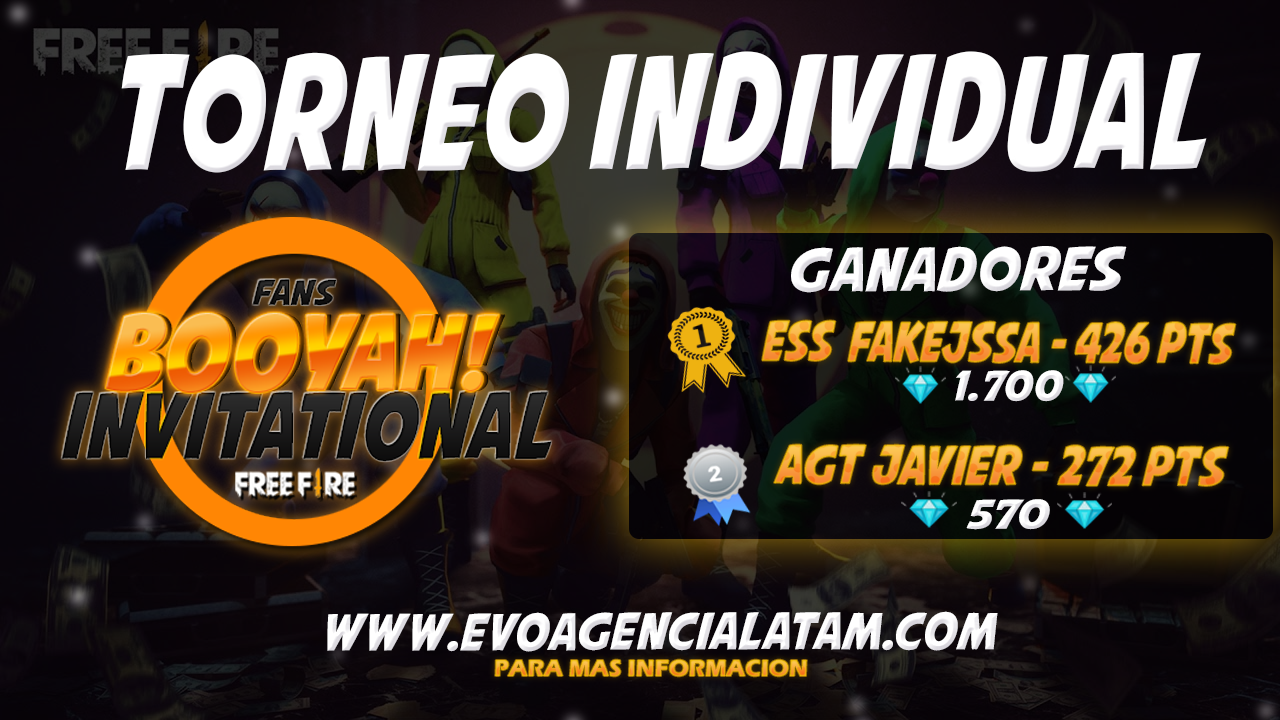 FREE FIRE
TORNEO INDIVIDUAL
FANS
BOOYAH!
INVITATIONAL
FREE FIRE
GANADORES
1
ESS FAKEJSSA - 426 PTS
1.700
2
AGT JAVIER - 272 PTS
570
WWW.EVOAGENCIALATAM.COM
PARA MAS INFORMACION